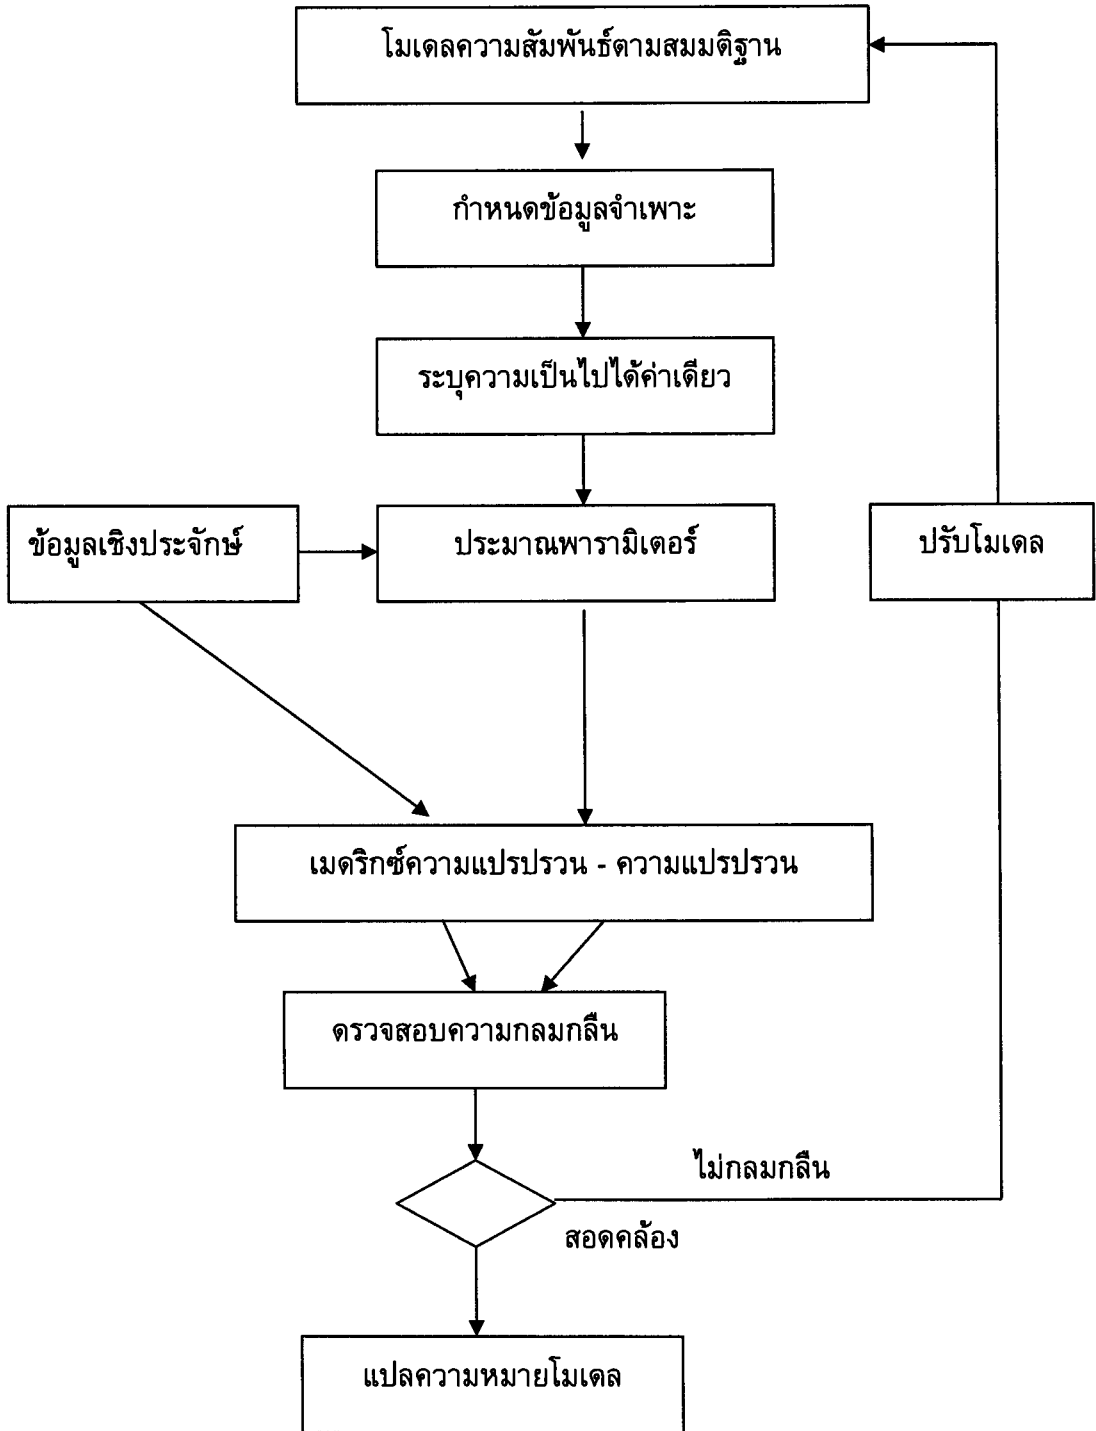 โมเดลความสัมพันธ์ตามสมมติฐาน
กำหนดข้อมูลจำเพาะ
ระบุความเป็นไปได้ค่าเดียว
ข้อมูลเชิงประจักษ์
ประมาณพารามิเตอร์
ปรับโมเดล
เมตริกซ์ความแปรปรวน - ความแปรปรวน
ตรวจสอบความกลมกลืน
ไม่กลมกลืน
สอดคล้อง
แปลความหมายโมเดล